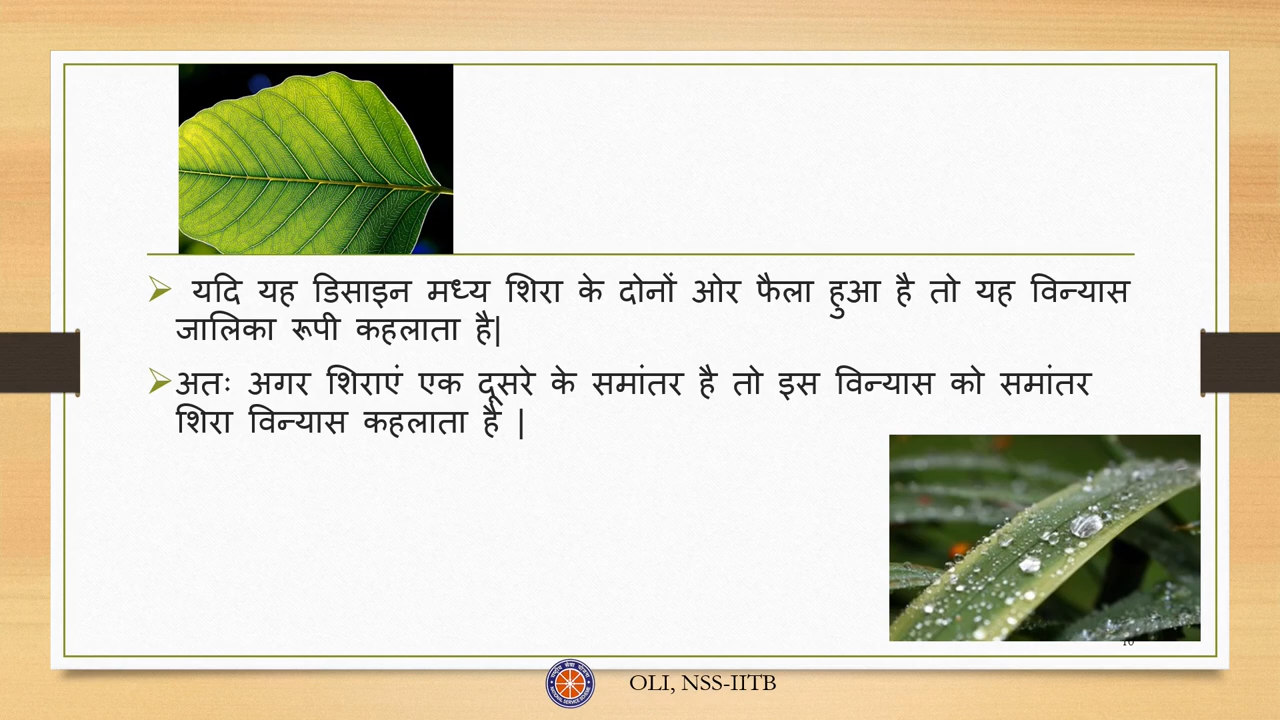 यदि यह डिसाइन मध्य शिरा के दोनों ओर फैला हुआ है तो यह विन्यास
जालिका रूपी कहलाता है|
अतः अगर शिराएं एक दूसरे के समांतर है तो इस विन्यास को समांतर
शिरा विन्यास कहलाता है |
OLI, NSS-IITB